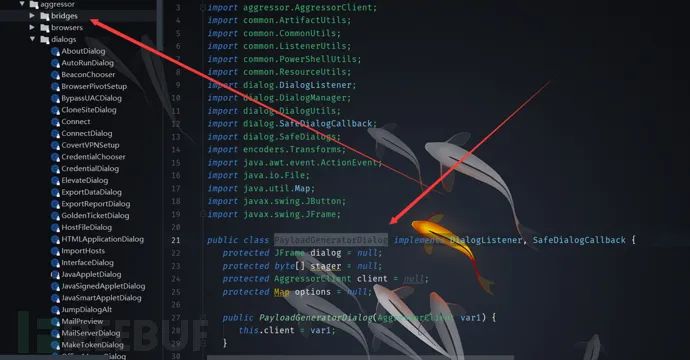 aggressor
bridges
browsers
dialogs
AboutDialog
AutoRunDialog
BeaconChooser
BrowserPivotSetup
BypassUACDialog
CloneSiteDialog
Connect
ConnectDialog
CovertVPNSetup
CredentialChooser
CredentialDialog
ElevateDialog
ExportDataDialog
ExportReportDialog
GoldenTicketDialog
HostFileDialog
HTMLApplicationDialog
ImportHosts
InterfaceDialog
JavaAppletDialog
JavaSignedAppletDialog
JavaSmartAppletDialog
JumpDialogAlt
MailPreview
MailServerDialog
MakeTokenDialog
3 import aggressor.AggressorClient;
4 import common.ArtifactUtils;
5 import common.CommonUtils;
6 import common.ListenerUtils;
7 import common.PowerShellUtils;
8 import common.ResourceUtils;
9 import dialog.DialogListener;
10 import dialog.DialogManager;
11 import dialog.DialogUtils;
12 import dialog.SafeDialogCallback;
13 import dialog.SafeDialogs;
14 import encoders.Transforms;
15 import java.awt.event.ActionEvent;
16 import java.io.File;
17 import java.util.Map;
18 import javax.swing.JButton;
19 import javax.swing.JFrame;
21 public class PayloadGeneratorDialog implements DialogListener, SafeDialogCallback {
22 protected JFrame dialog = null;
23 protected byte[] stager = null;
24 protected AggressorClient client = null;
25 protected Map options = null;
27 public PayloadGeneratorDialog(AggressorClient var1) {
28 this.client = var1;
29 }